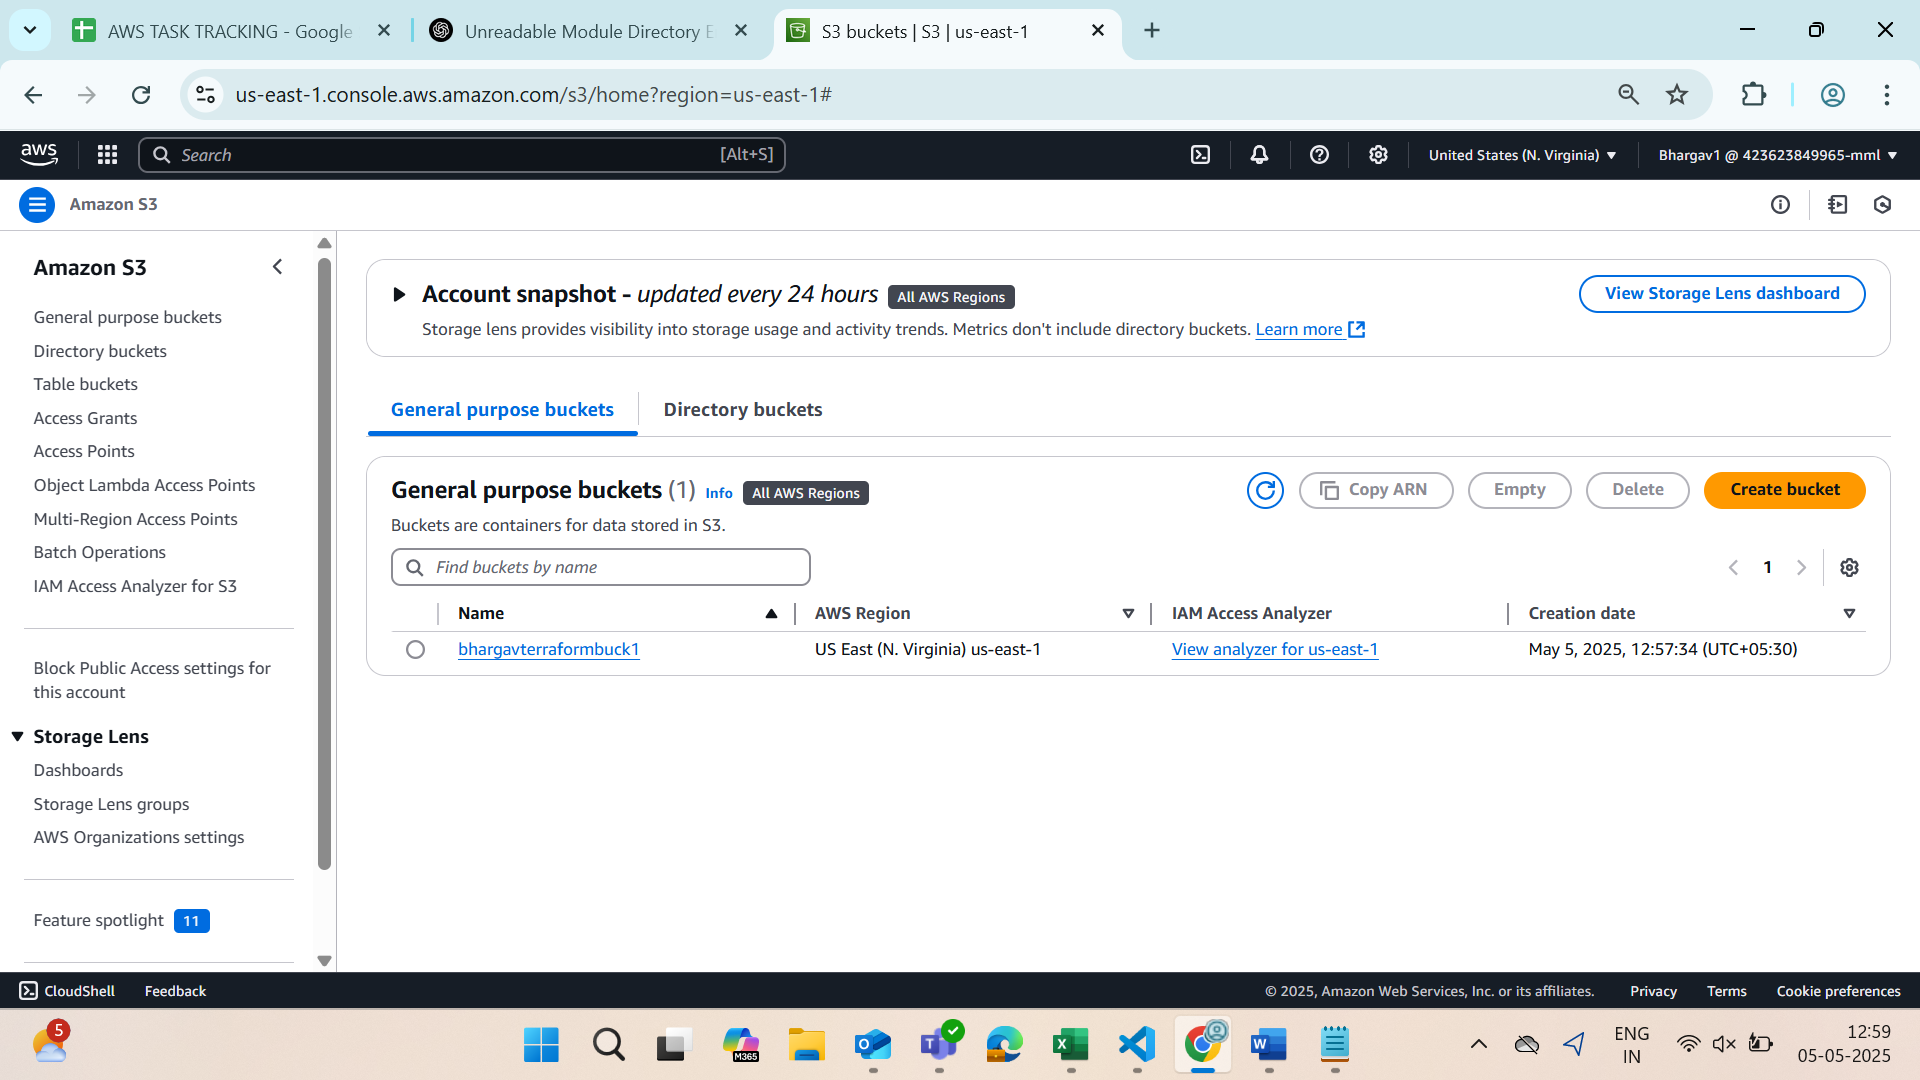 AWS TASK TRACKING - Google
Unreadable Module Directory E
S3 buckets | S3 | us-east-1
us-east-1.console.aws.amazon.com/s3/home?region=us-east-1#
aws
Search
[Alt+S]
United States (N. Virginia)
Bhargav1 @ 423623849965-mml
Amazon S3
Amazon S3
General purpose buckets
Directory buckets
Table buckets
Access Grants
Access Points
Object Lambda Access Points
Multi-Region Access Points
Batch Operations
IAM Access Analyzer for S3
Block Public Access settings for
this account
Storage Lens
Dashboards
Storage Lens groups
AWS Organizations settings
Feature spotlight 11
Account snapshot - updated every 24 hours All AWS Regions
View Storage Lens dashboard
Storage lens provides visibility into storage usage and activity trends. Metrics don't include directory buckets. Learn more
General purpose buckets
Directory buckets
General purpose buckets (1) Info All AWS Regions
Copy ARN
Empty
Delete
Create bucket
Buckets are containers for data stored in S3.
Find buckets by name
1
Name
AWS Region
IAM Access Analyzer
Creation date
bhargavterraformbuck1
US East (N. Virginia) us-east-1
View analyzer for us-east-1
May 5, 2025, 12:57:34 (UTC+05:30)
CloudShell
Feedback
© 2025, Amazon Web Services, Inc. or its affiliates.
Privacy
Terms
Cookie preferences
5
M365
ENG
IN
12:59
05-05-2025